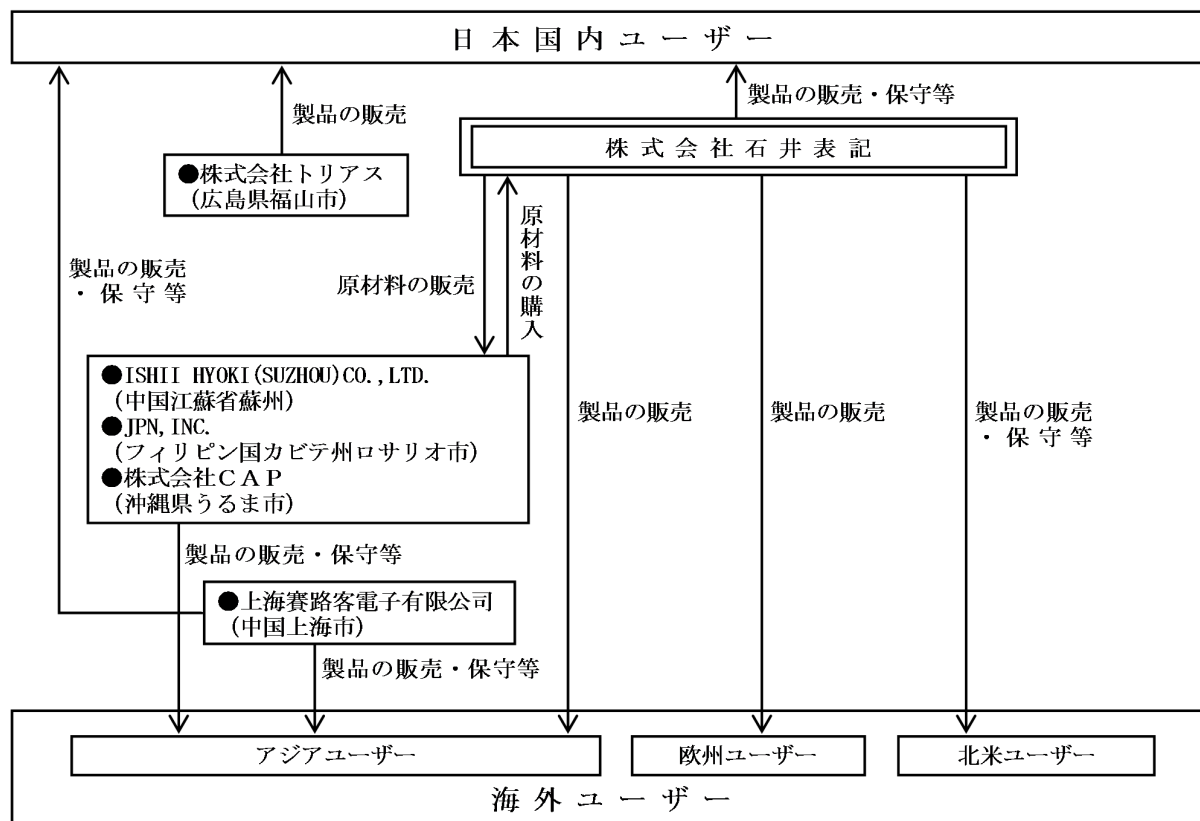 日本国内ユーザー
製品の販売
製品の販売・保守等
株式会社石井表記
●株式会社トリアス
(広島県福山市)
製品の販売
・保守等
原材料の販売
原材料の購入
●ISHII HYOKI(SUZHOU)CO.,LTD.
(中国江蘇省蘇州)
●JPN,INC.
(フィリピン国カビテ州ロサリオ市)
●株式会社ＣＡＰ
(沖縄県うるま市)
製品の販売
製品の販売
製品の販売
・保守等
製品の販売・保守等
●上海賽路客電子有限公司
(中国上海市)
製品の販売・保守等
アジアユーザー
欧州ユーザー
北米ユーザー
海外ユーザー